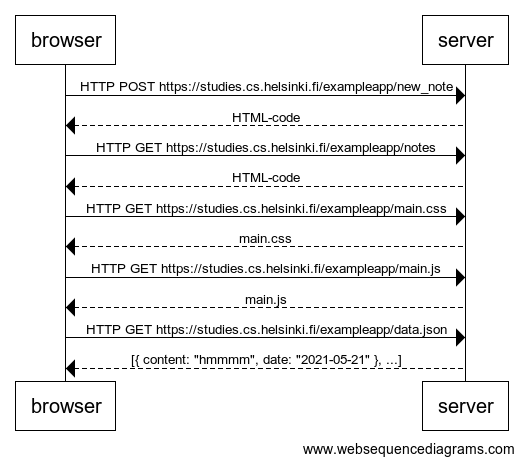 browser server
HTTP POST https://studies.cs.helsinki.fi/exampleapp/new_note
HTML-code
HTTP GET https://studies.cs.helsinki.fi/exampleapp/notes
HTML-code
HTTP GET https://studies.cs.helsinki.fi/exampleapp/main.css
main.css
HTTP GET https://studies.cs.helsinki.fi/exampleapp/main.js
main.js
HTTP GET https://studies.cs.helsinki.fi/exampleapp/data.json
[{ content: "hmmmm", date: "2021-05-21" }, ...]
browser server
www.websequencediagrams.com